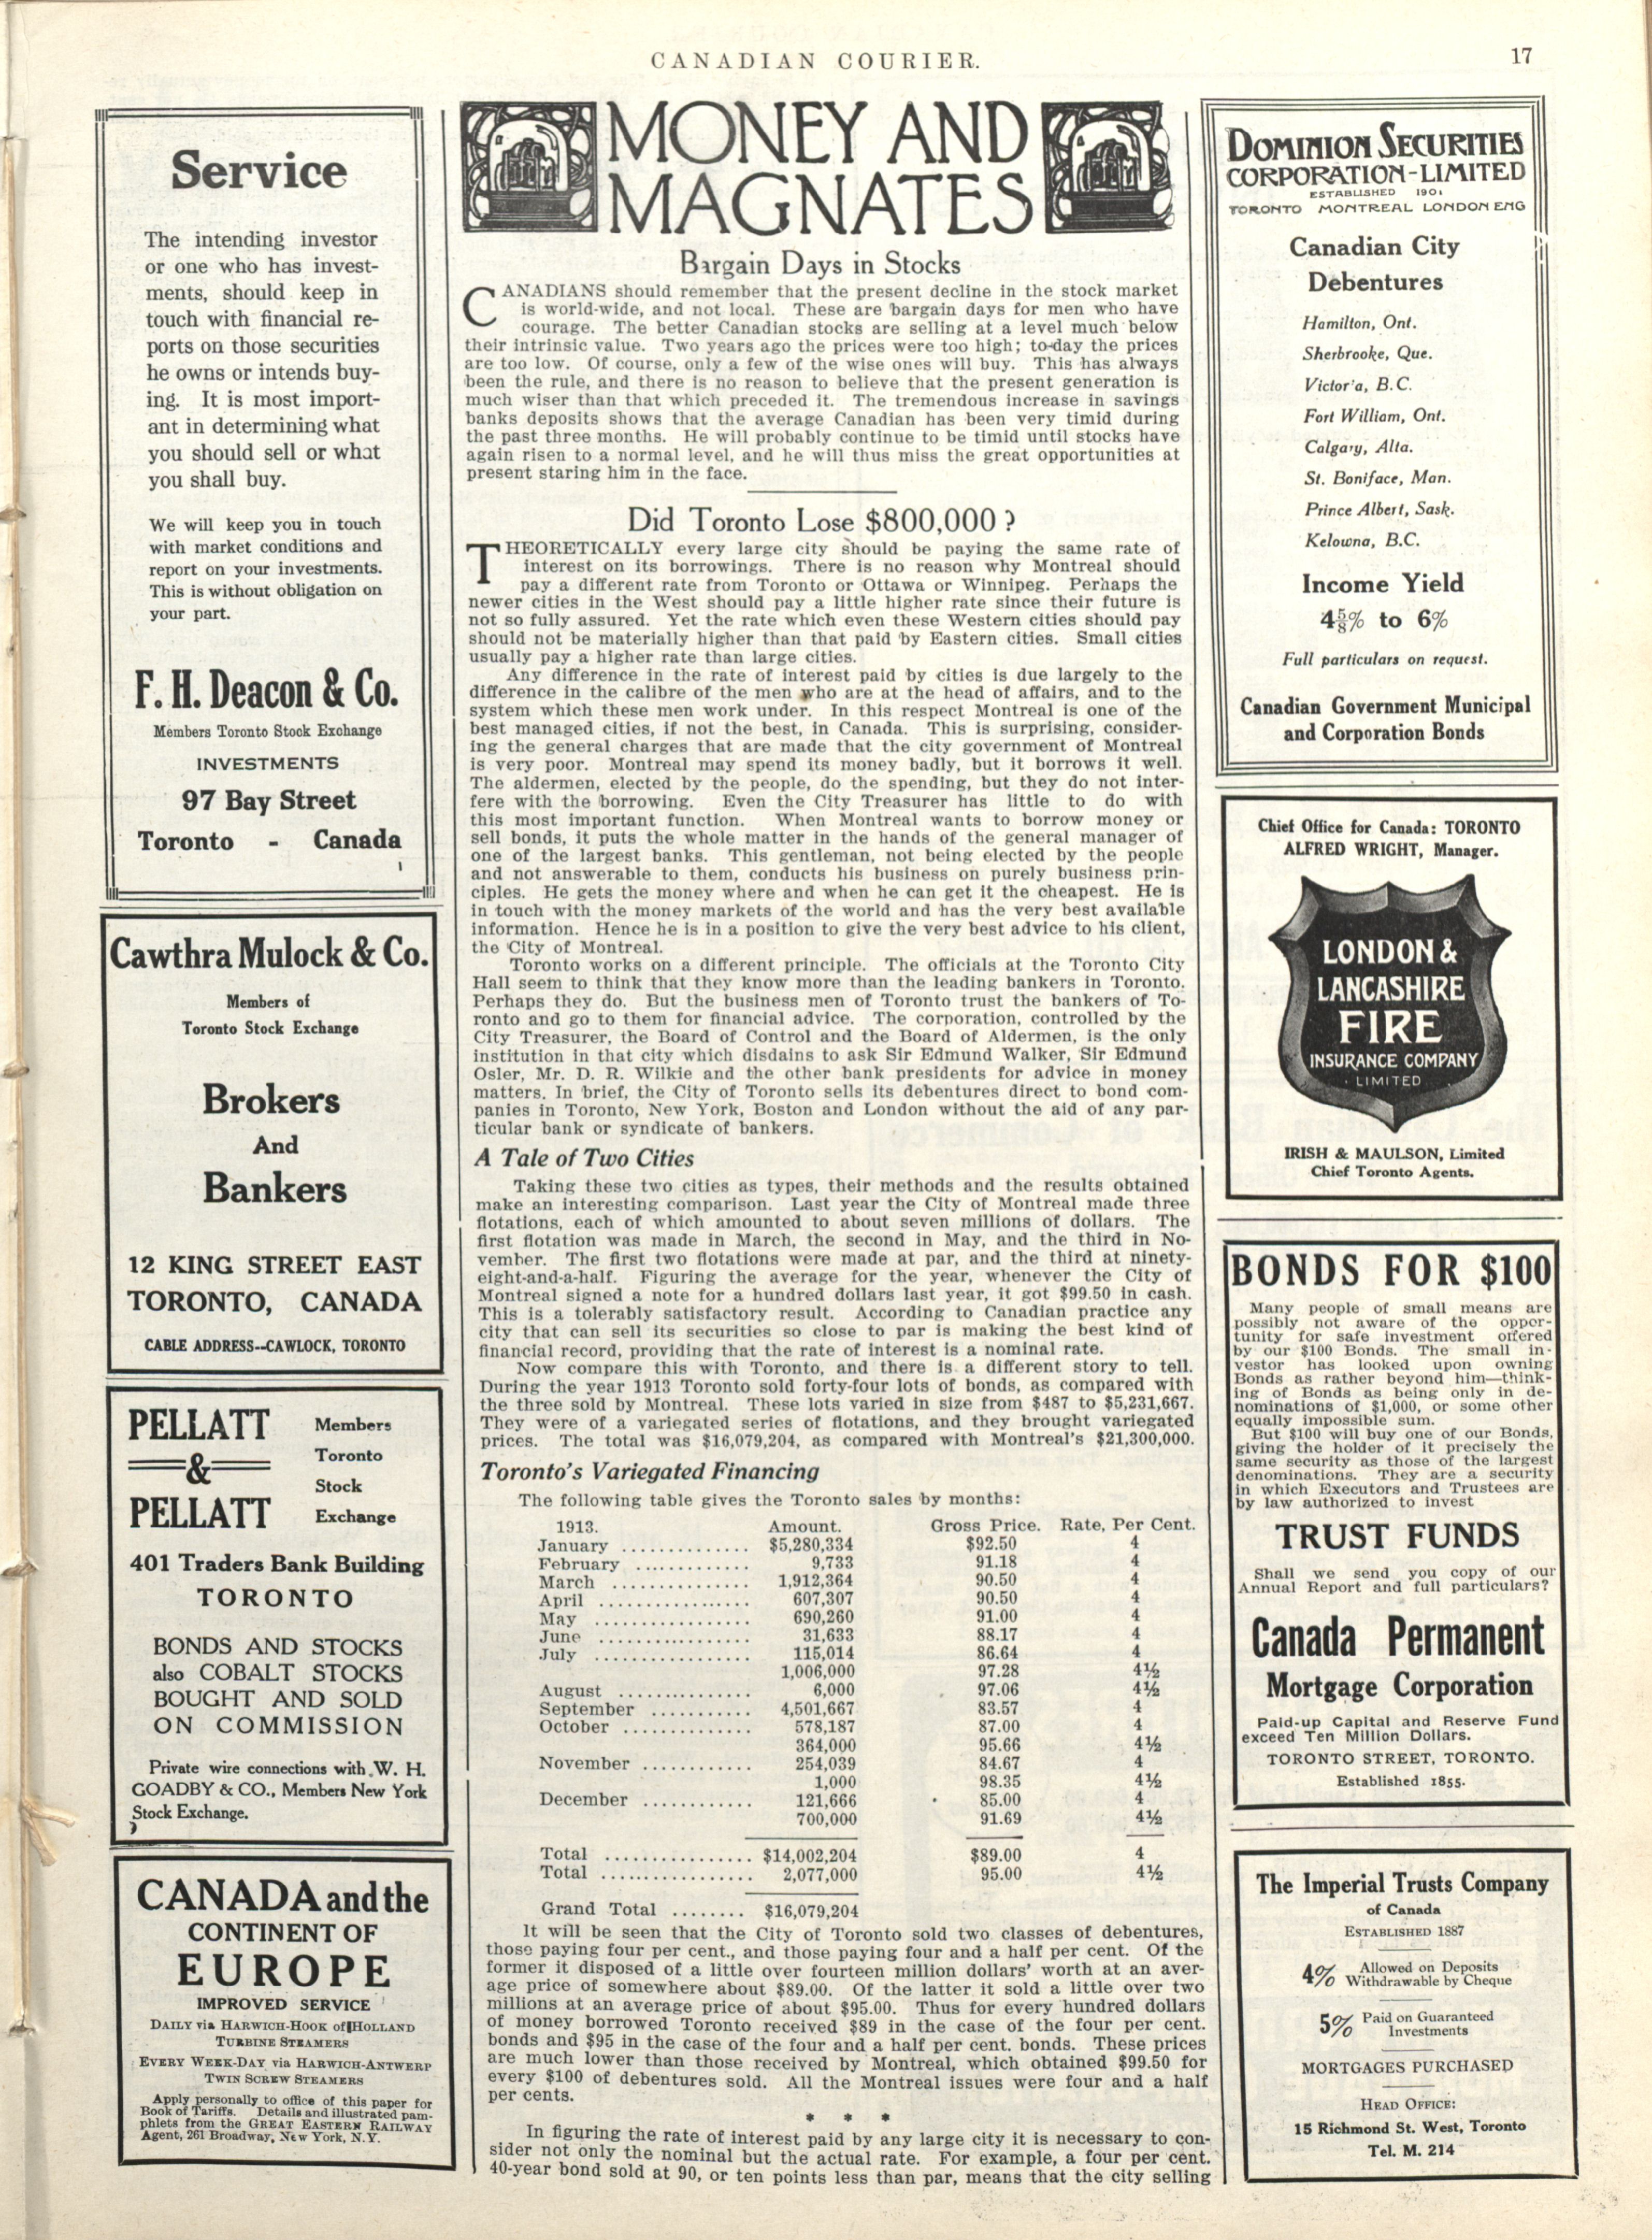 CANADIAN COURIER.
17
Service
The intending investor
or one who has invest-
ments, should keep in
touch with financial re-
ports on those securities
he owns or intends buy-
ing. It is most import-
ant in determining what
you should sell or what
you shall buy.
We will keep you in touch
with market conditions and
report on your investments.
This is without obligation on
your part.
F. H. Deacon & Co.
Members Toronto Stock Exchange
INVESTMENTS
97 Bay Street
Toronto - Canada
Cawthra Mulock & Co.
Members of
Toronto Stock Exchange
Brokers
And
Bankers
12 KING STREET EAST
TORONTO, CANADA
CABLE ADDRESS--CAWLOCK, TORONTO
PELLATT
&
PELLATT
Members
Toronto
Stock
Exchange
401 Traders Bank Building
TORONTO
BONDS AND STOCKS
also COBALT STOCKS
BOUGHT AND SOLD
ON COMMISSION
Private wire connections with W. H.
GOADBY & CO., Members New York
Stock Exchange.
CANADA and the
CONTINENT OF
EUROPE
IMPROVED SERVICE
DAILY via HARWICH-HOOK of HOLLAND
TURBINE STEAMERS
EVERY WEEK-DAY via HARWICH-ANTWERP
TWIN SCREW STEAMERS
Apply personally to office of this paper for
Book of Tariffs. Details and illustrated pam-
phlets from the GREAT EASTERN RAILWAY
Agent, 261 Broadway, New York, N.Y.
MONEY AND
MAGNATES
Bargain Days in Stocks
CANADIANS should remember that the present decline in the stock market
is world-wide, and not local. These are bargain days for men who have
courage. The better Canadian stocks are selling at a level much below
their intrinsic value. Two years ago the prices were too high; to-day the prices
are too low. Of course, only a few of the wise ones will buy. This has always
been the rule, and there is no reason to believe that the present generation is
much wiser than that which preceded it. The tremendous increase in savings
banks deposits shows that the average Canadian has been very timid during
the past three months. He will probably continue to be timid until stocks have
again risen to a normal level, and he will thus miss the great opportunities at
present staring him in the face.
Did Toronto Lose $800,000?
THEORETICALLY every large city should be paying the same rate of
interest on its borrowings. There is no reason why Montreal should
pay a different rate from Toronto or Ottawa or Winnipeg. Perhaps the
newer cities in the West should pay a little higher rate since their future is
not so fully assured. Yet the rate which even these Western cities should pay
should not be materially higher than that paid by Eastern cities. Small cities
usually pay a higher rate than large cities.
Any difference in the rate of interest paid by cities is due largely to the
difference in the calibre of the men who are at the head of affairs, and to the
system which these men work under. In this respect Montreal is one of the
best managed cities, if not the best, in Canada. This is surprising, consider-
ing the general charges that are made that the city government of Montreal
is very poor. Montreal may spend its money badly, but it borrows it well.
The aldermen, elected by the people, do the spending, but they do not inter-
fere with the borrowing. Even the City Treasurer has little to do with
this most important function. When Montreal wants to borrow money or
sell bonds, it puts the whole matter in the hands of the general manager of
one of the largest banks. This gentleman, not being elected by the people
and not answerable to them, conducts his business on purely business prin-
ciples. He gets the money where and when he can get it the cheapest. He is
in touch with the money markets of the world and has the very best available
information. Hence he is in a position to give the very best advice to his client,
the City of Montreal.
Toronto works on a different principle. The officials at the Toronto City
Hall seem to think that they know more than the leading bankers in Toronto.
Perhaps they do. But the business men of Toronto trust the bankers of To-
ronto and go to them for financial advice. The corporation, controlled by the
City Treasurer, the Board of Control and the Board of Aldermen, is the only
institution in that city which disdains to ask Sir Edmund Walker, Sir Edmund
Osler, Mr. D. R. Wilkie and the other bank presidents for advice in money
matters. In brief, the City of Toronto sells its debentures direct to bond com-
panies in Toronto, New York, Boston and London without the aid of any par-
ticular bank or syndicate of bankers.
A Tale of Two Cities
Taking these two cities as types, their methods and the results obtained
make an interesting comparison. Last year the City of Montreal made three
flotations, each of which amounted to about seven millions of dollars. The
first flotation was made in March, the second in May, and the third in No-
vember. The first two flotations were made at par, and the third at ninety-
eight-and-a-half. Figuring the average for the year, whenever the City of
Montreal signed a note for a hundred dollars last year, it got $99.50 in cash.
This is a tolerably satisfactory result. According to Canadian practice any
city that can sell its securities so close to par is making the best kind of
financial record, providing that the rate of interest is a nominal rate.
Now compare this with Toronto, and there is a different story to tell.
During the year 1913 Toronto sold forty-four lots of bonds, as compared with
the three sold by Montreal. These lots varied in size from $487 to $5,231,667.
They were of a variegated series of flotations, and they brought variegated
prices. The total was $16,079,204, as compared with Montreal's $21,300,000.
Toronto's Variegated Financing
The following table gives the Toronto sales by months:
1913. Amount. Gross Price. Rate, Per Cent.
January .............. $5,280,334 $92.50 4
February ............. 9,733 91.18 4
March ............... 1,912,364 90.50 4
April ................. 607,307 90.50 4
May ................. 690,260 91.00 4
June ................. 31,633 88.17 4
July ................. 115,014 86.64 4
1,006,000 97.28 4½
August ............... 6,000 97.06 4½
September ........... 4,501,667 83.57 4
October .............. 578,187 87.00 4
364,000 95.66 4½
November ............ 254,039 84.67 4
1,000 98.35 4½
December ............ 121,666 85.00 4
700,000 91.69 4½
Total ................ $14,002,204 $89.00 4
Total ................. 2,077,000 95.00 4½
Grand Total ........ $16,079,204
It will be seen that the City of Toronto sold two classes of debentures,
those paying four per cent., and those paying four and a half per cent. Of the
former it disposed of a little over fourteen million dollars' worth at an aver-
age price of somewhere about $89.00. Of the latter it sold a little over two
millions at an average price of about $95.00. Thus for every hundred dollars
of money borrowed Toronto received $89 in the case of the four per cent.
bonds and $95 in the case of the four and a half per cent. bonds. These prices
are much lower than those received by Montreal, which obtained $99.50 for
every $100 of debentures sold. All the Montreal issues were four and a half
per cents.
* * *
In figuring the rate of interest paid by any large city it is necessary to con-
sider not only the nominal but the actual rate. For example, a four per cent.
40-year bond sold at 90, or ten points less than par, means that the city selling
DOMINION SECURITIES
CORPORATION-LIMITED
ESTABLISHED 1901
TORONTO MONTREAL LONDON ENG
Canadian City
Debentures
Hamilton, Ont.
Sherbrooke, Que.
Victor'a, B.C.
Fort William, Ont.
Calgary, Alta.
St. Boniface, Man.
Prince Albert, Sask.
Kelowna, B.C.
Income Yield
4⅝% to 6%
Full particulars on request.
Canadian Government Municipal
and Corporation Bonds
Chief Office for Canada: TORONTO
ALFRED WRIGHT, Manager.
LONDON &
LANCASHIRE
FIRE
INSURANCE COMPANY
LIMITED
IRISH & MAULSON, Limited
Chief Toronto Agents.
BONDS FOR $100
Many people of small means are
possibly not aware of the oppor-
tunity for safe investment offered
by our $100 Bonds. The small in-
vestor has looked upon owning
Bonds as rather beyond him—think-
ing of Bonds as being only in de-
nominations of $1,000, or some other
equally impossible sum.
But $100 will buy one of our Bonds,
giving the holder of it precisely the
same security as those of the largest
denominations. They are a security
in which Executors and Trustees are
by law authorized to invest
TRUST FUNDS
Shall we send you copy of our
Annual Report and full particulars?
Canada Permanent
Mortgage Corporation
Paid-up Capital and Reserve Fund
exceed Ten Million Dollars.
TORONTO STREET, TORONTO.
Established 1855.
The Imperial Trusts Company
of Canada
ESTABLISHED 1887
4% Allowed on Deposits
Withdrawable by Cheque
5% Paid on Guaranteed
Investments
MORTGAGES PURCHASED
HEAD OFFICE:
15 Richmond St. West, Toronto
Tel. M. 214